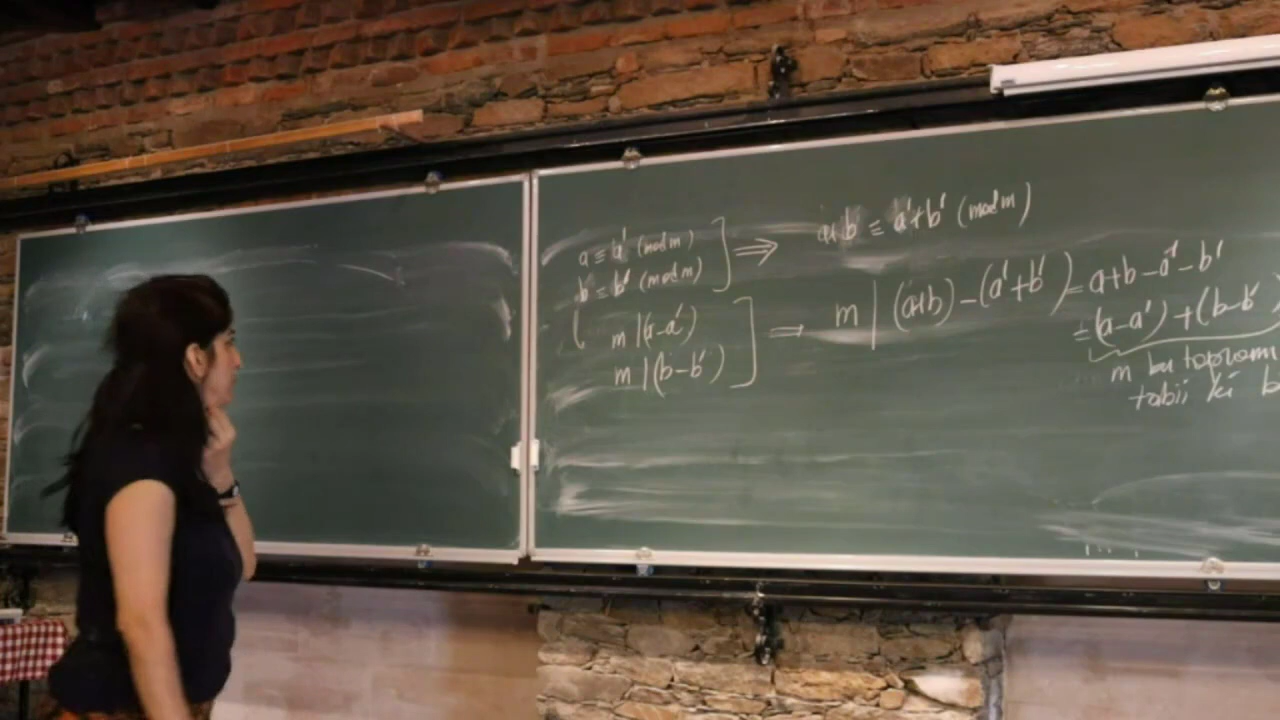 a ≡ a' (mod m)
b ≡ b' (mod m)
⇒ a+b ≡ a'+b' (mod m)
m | (a-a')
m | (b-b')
⇒ m | (a+b) - (a'+b') = a+b-a'-b'
= (a-a') + (b-b')
m bu toplamı
tabii ki b